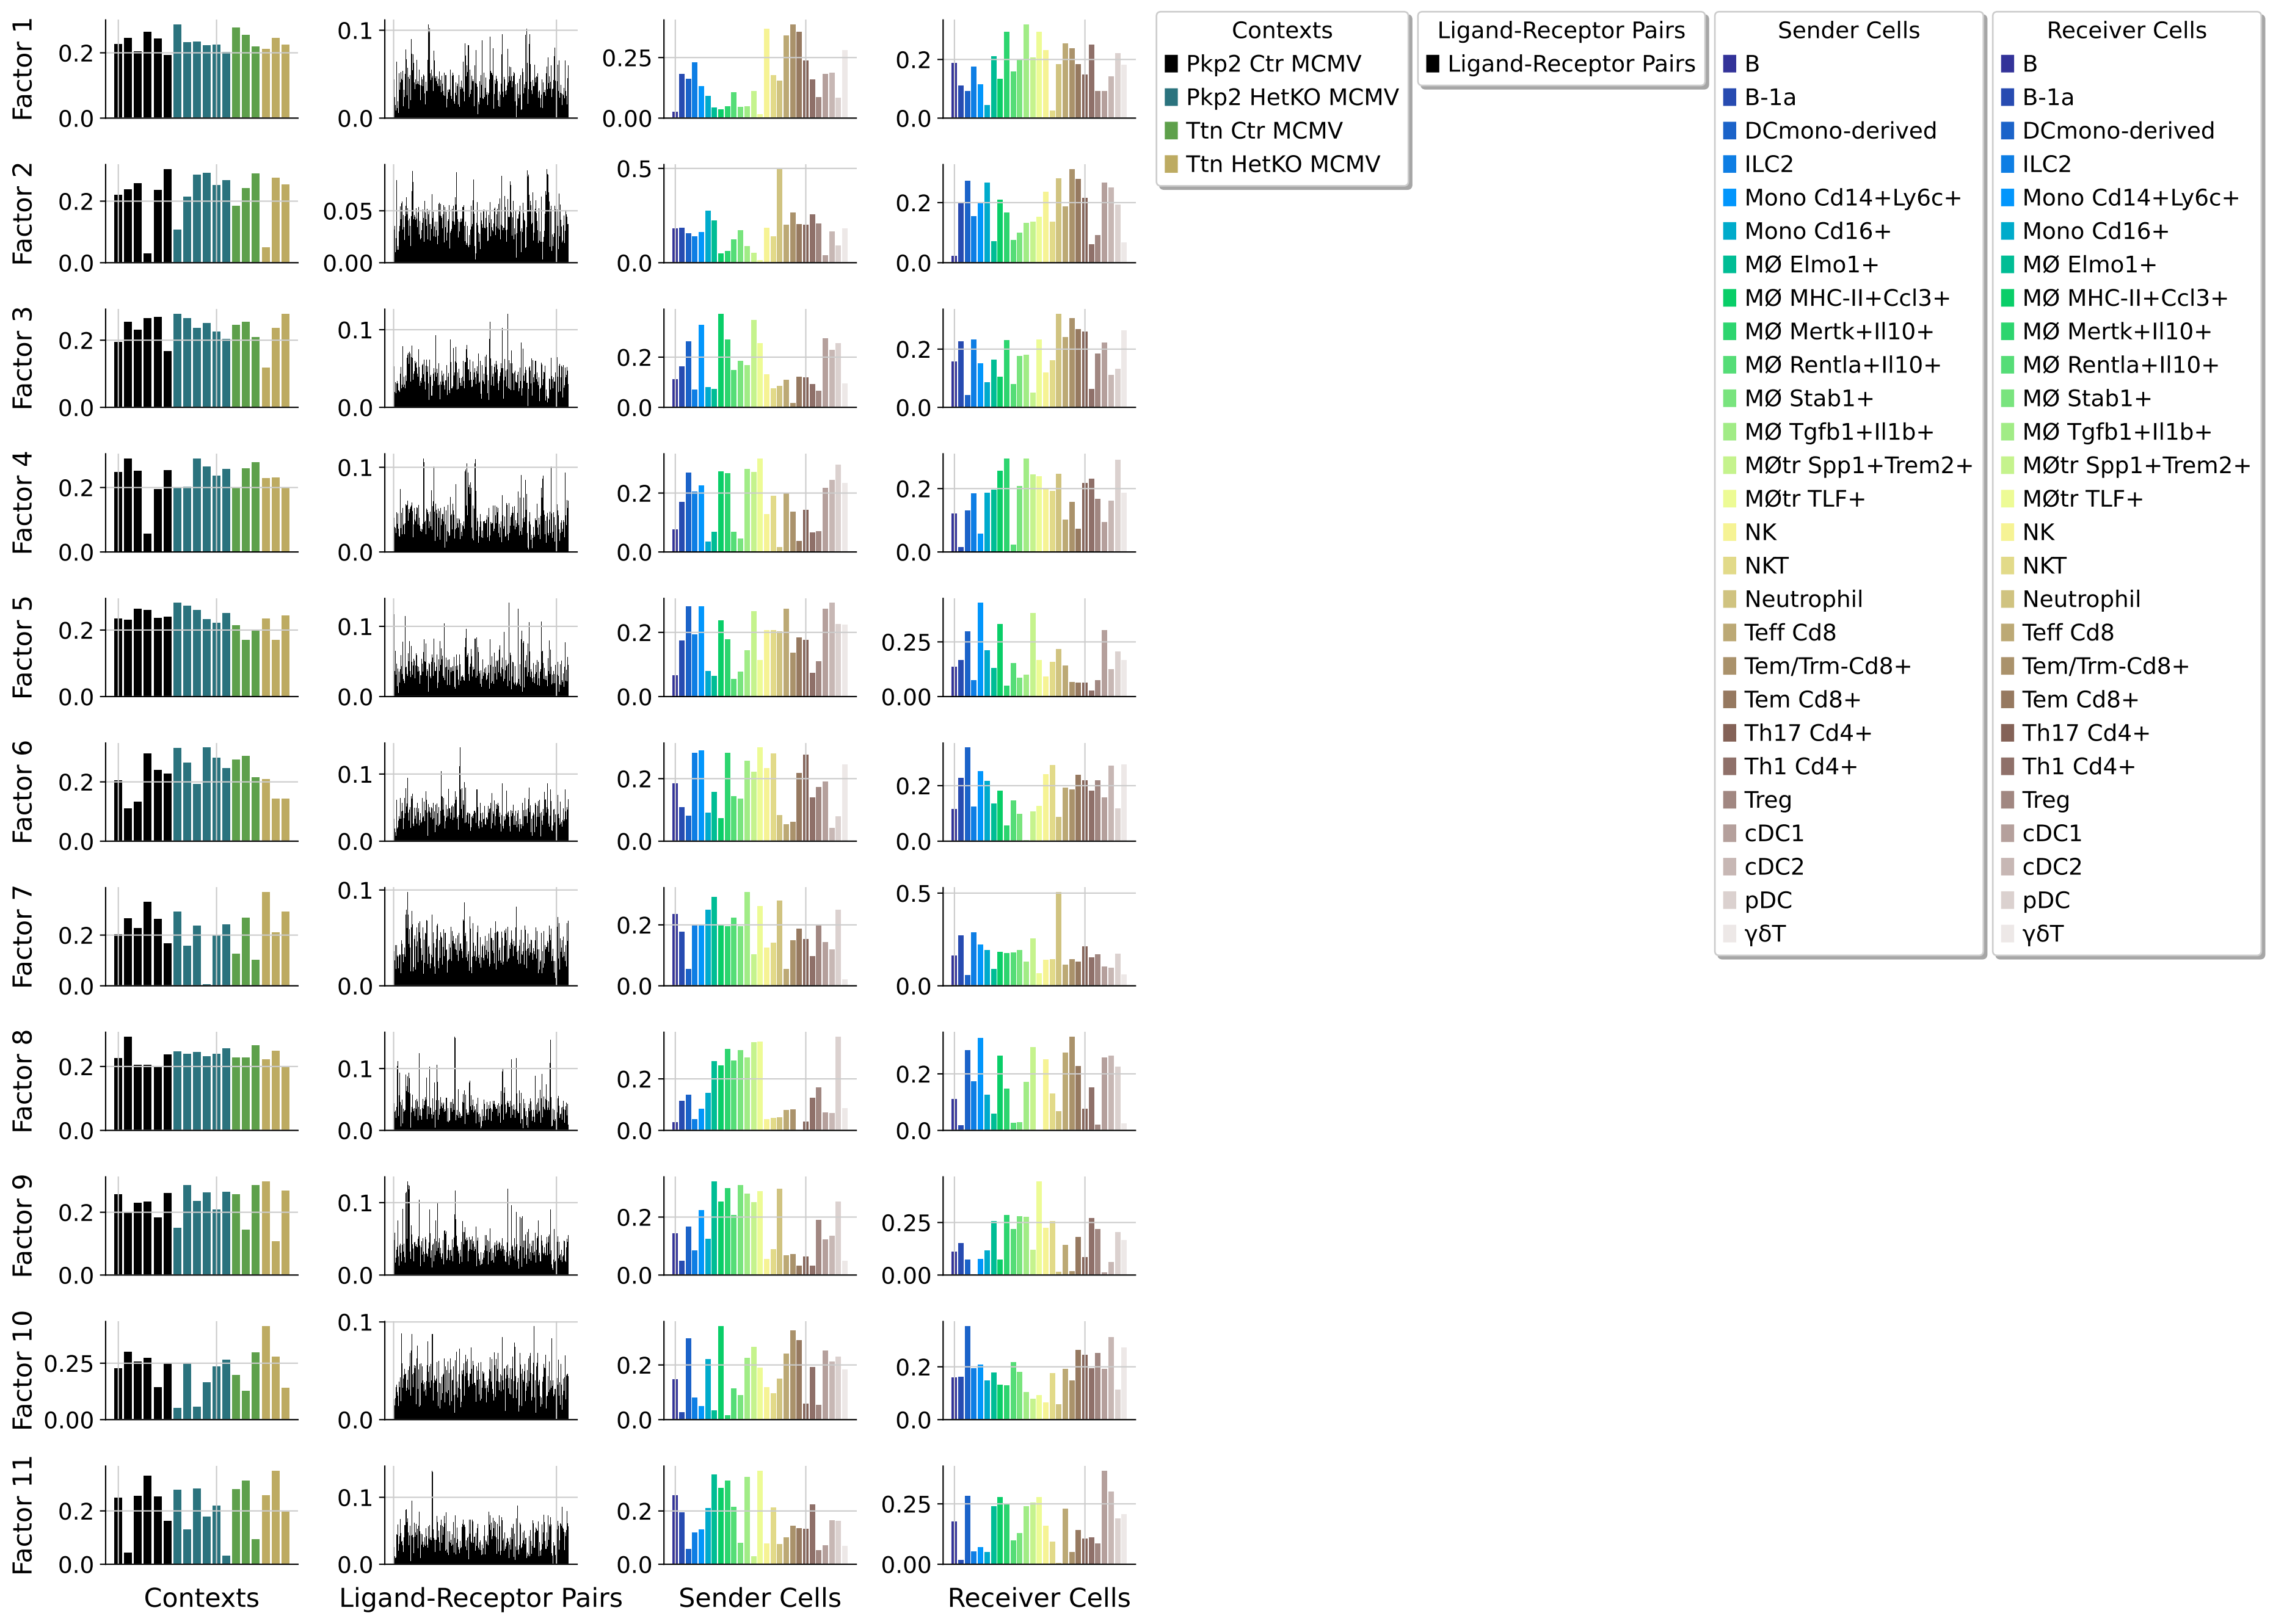 Factor 1
0.2
0.0
0.1
0.0
0.25
0.00
0.2
0.0
Factor 2
0.2
0.0
0.05
0.00
0.5
0.0
0.2
0.0
Factor 3
0.2
0.0
0.1
0.0
0.2
0.0
0.2
0.0
Factor 4
0.2
0.0
0.1
0.0
0.2
0.0
0.2
0.0
Factor 5
0.2
0.0
0.1
0.0
0.2
0.0
0.25
0.00
Factor 6
0.2
0.0
0.1
0.0
0.2
0.0
0.2
0.0
Factor 7
0.2
0.0
0.1
0.0
0.2
0.0
0.5
0.0
Factor 8
0.2
0.0
0.1
0.0
0.2
0.0
0.2
0.0
Factor 9
0.2
0.0
0.1
0.0
0.2
0.0
0.25
0.00
Factor 10
0.25
0.00
0.1
0.0
0.2
0.0
0.2
0.0
Factor 11
0.2
0.0
0.1
0.0
0.2
0.0
0.25
0.00
Contexts
Ligand-Receptor Pairs
Sender Cells
Receiver Cells
Contexts
Pkp2 Ctr MCMV
Pkp2 HetKO MCMV
Ttn Ctr MCMV
Ttn HetKO MCMV
Ligand-Receptor Pairs
Ligand-Receptor Pairs
Sender Cells
B
B-1a
DCmono-derived
ILC2
Mono Cd14+Ly6c+
Mono Cd16+
MØ Elmo1+
MØ MHC-II+Ccl3+
MØ Mertk+Il10+
MØ Rentla+Il10+
MØ Stab1+
MØ Tgfb1+Il1b+
MØtr Spp1+Trem2+
MØtr TLF+
NK
NKT
Neutrophil
Teff Cd8
Tem/Trm-Cd8+
Tem Cd8+
Th17 Cd4+
Th1 Cd4+
Treg
cDC1
cDC2
pDC
γδT
Receiver Cells
B
B-1a
DCmono-derived
ILC2
Mono Cd14+Ly6c+
Mono Cd16+
MØ Elmo1+
MØ MHC-II+Ccl3+
MØ Mertk+Il10+
MØ Rentla+Il10+
MØ Stab1+
MØ Tgfb1+Il1b+
MØtr Spp1+Trem2+
MØtr TLF+
NK
NKT
Neutrophil
Teff Cd8
Tem/Trm-Cd8+
Tem Cd8+
Th17 Cd4+
Th1 Cd4+
Treg
cDC1
cDC2
pDC
γδT